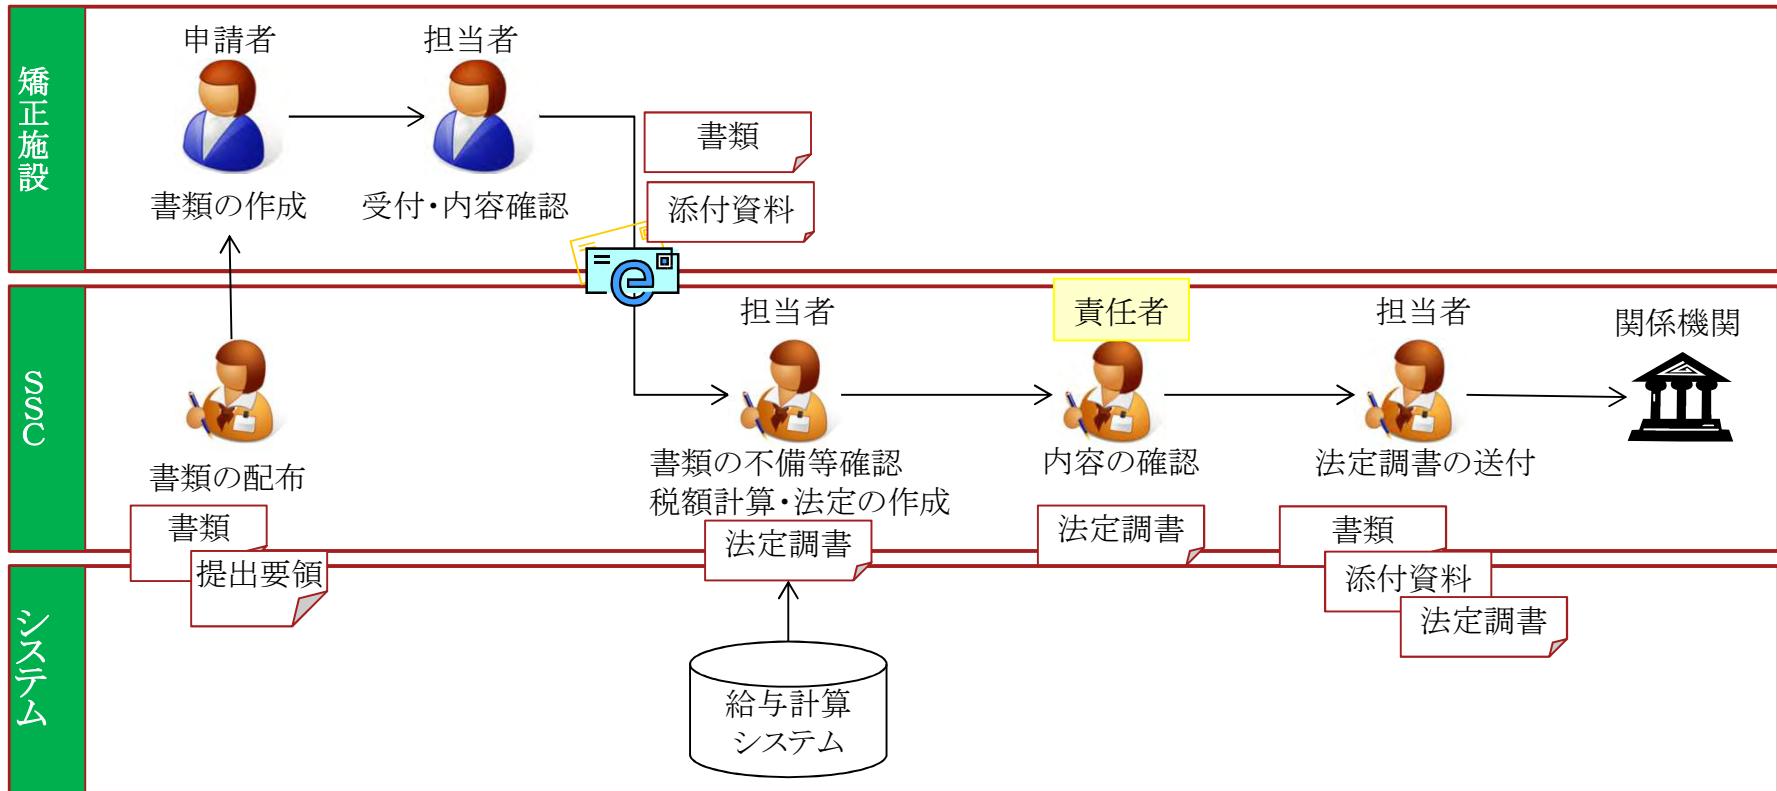 矯正施設
申請者
担当者
書類
書類の作成
受付・内容確認
添付資料
SSC
担当者
責任者
担当者
関係機関
書類の配布
書類の不備等確認
税額計算・法定の作成
内容の確認
法定調書の送付
書類
提出要領
法定調書
法定調書
書類
添付資料
法定調書
システム
給与計算
システム